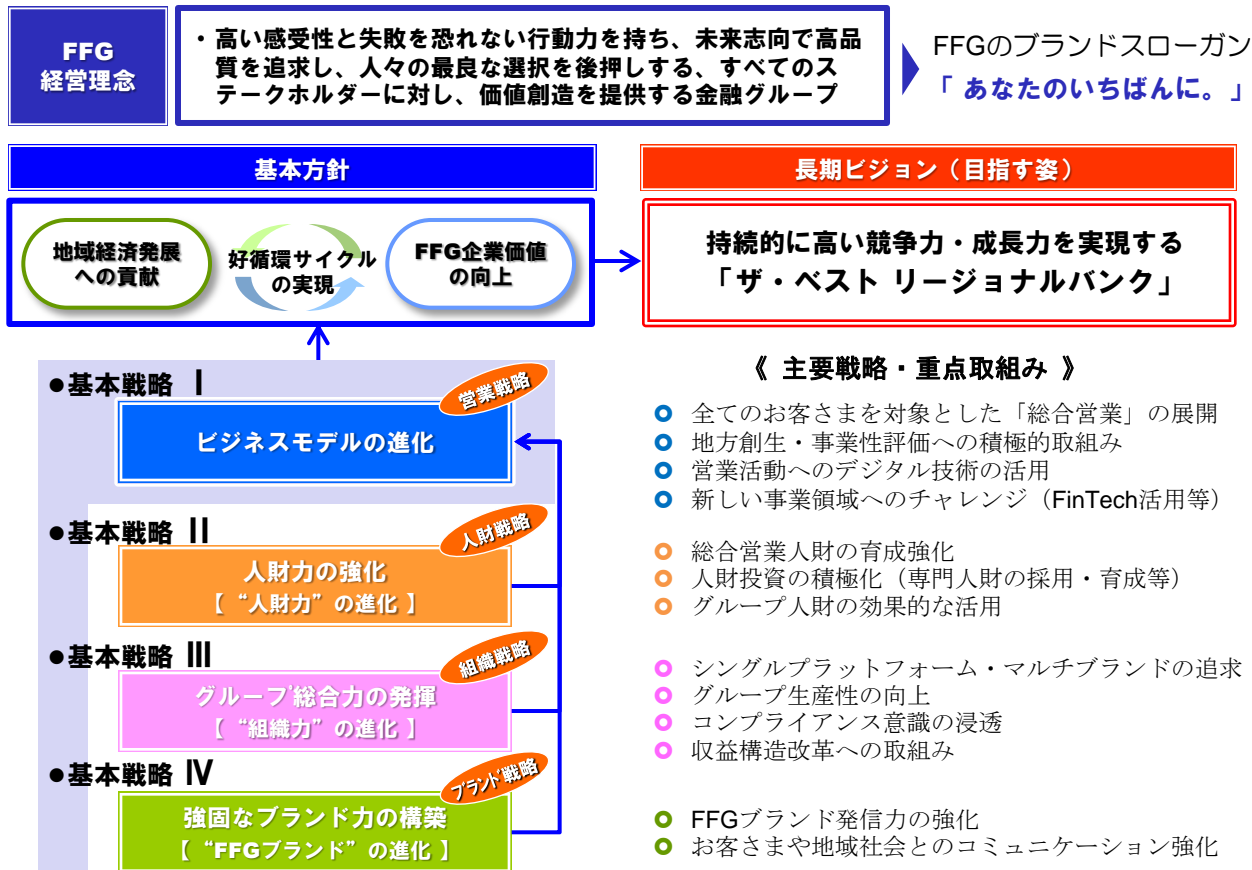 FFG
経営理念
・高い感受性と失敗を恐れない行動力を持ち、未来志向で高品
質を追求し、人々の最良な選択を後押しする、すべてのス
テークホルダーに対し、価値創造を提供する金融グループ
FFGのブランドスローガン
「 あなたのいちばんに。」
基本方針
地域経済発展
への貢献
好循環サイクル
の実現
FFG企業価値
の向上
長期ビジョン（目指す姿）
持続的に高い競争力・成長力を実現する
「ザ・ベスト リージョナルバンク」
●基本戦略 Ⅰ
営業戦略
ビジネスモデルの進化
●基本戦略 Ⅱ
人財戦略
人財力の強化
【 “人財力” の進化 】
●基本戦略 Ⅲ
組織戦略
グループ総合力の発揮
【 “組織力” の進化 】
●基本戦略 Ⅳ
ブランド戦略
強固なブランド力の構築
【 “FFGブランド” の進化 】
《 主要戦略・重点取組み 》
全てのお客さまを対象とした「総合営業」の展開
地方創生・事業性評価への積極的取組み
営業活動へのデジタル技術の活用
新しい事業領域へのチャレンジ（FinTech活用等）
総合営業人財の育成強化
人財投資の積極化（専門人財の採用・育成等）
グループ人財の効果的な活用
シングルプラットフォーム・マルチブランドの追求
グループ生産性の向上
コンプライアンス意識の浸透
収益構造改革への取組み
FFGブランド発信力の強化
お客さまや地域社会とのコミュニケーション強化